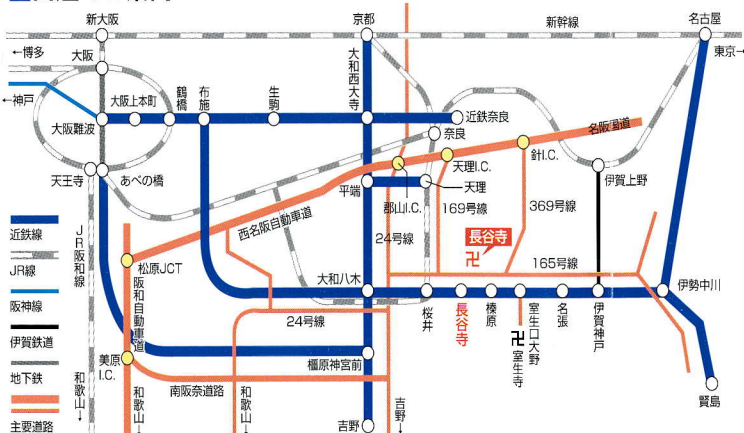 新大阪
京都
新幹線
名古屋
←博多
東京→
大阪
←神戸
大阪上本町
鶴橋
布施
生駒
大和西大寺
近鉄奈良
大阪難波
奈良
名阪国道
天王寺
あべの橋
天理I.C.
針I.C.
伊賀上野
平端
天理
郡山I.C.
169号線
369号線
西名阪自動車道
24号線
長谷寺
卍
165号線
近鉄線
JR線
阪神線
伊賀鉄道
地下鉄
主要道路
JR阪和線
松原JCT
阪和自動車道
大和八木
桜井
長谷寺
榛原
室生口大野
名張
伊賀神戸
伊勢中川
24号線
卍
室生寺
美原I.C.
橿原神宮前
賢島
和歌山→
和歌山→
南阪奈道路
和歌山→
吉野
吉野→